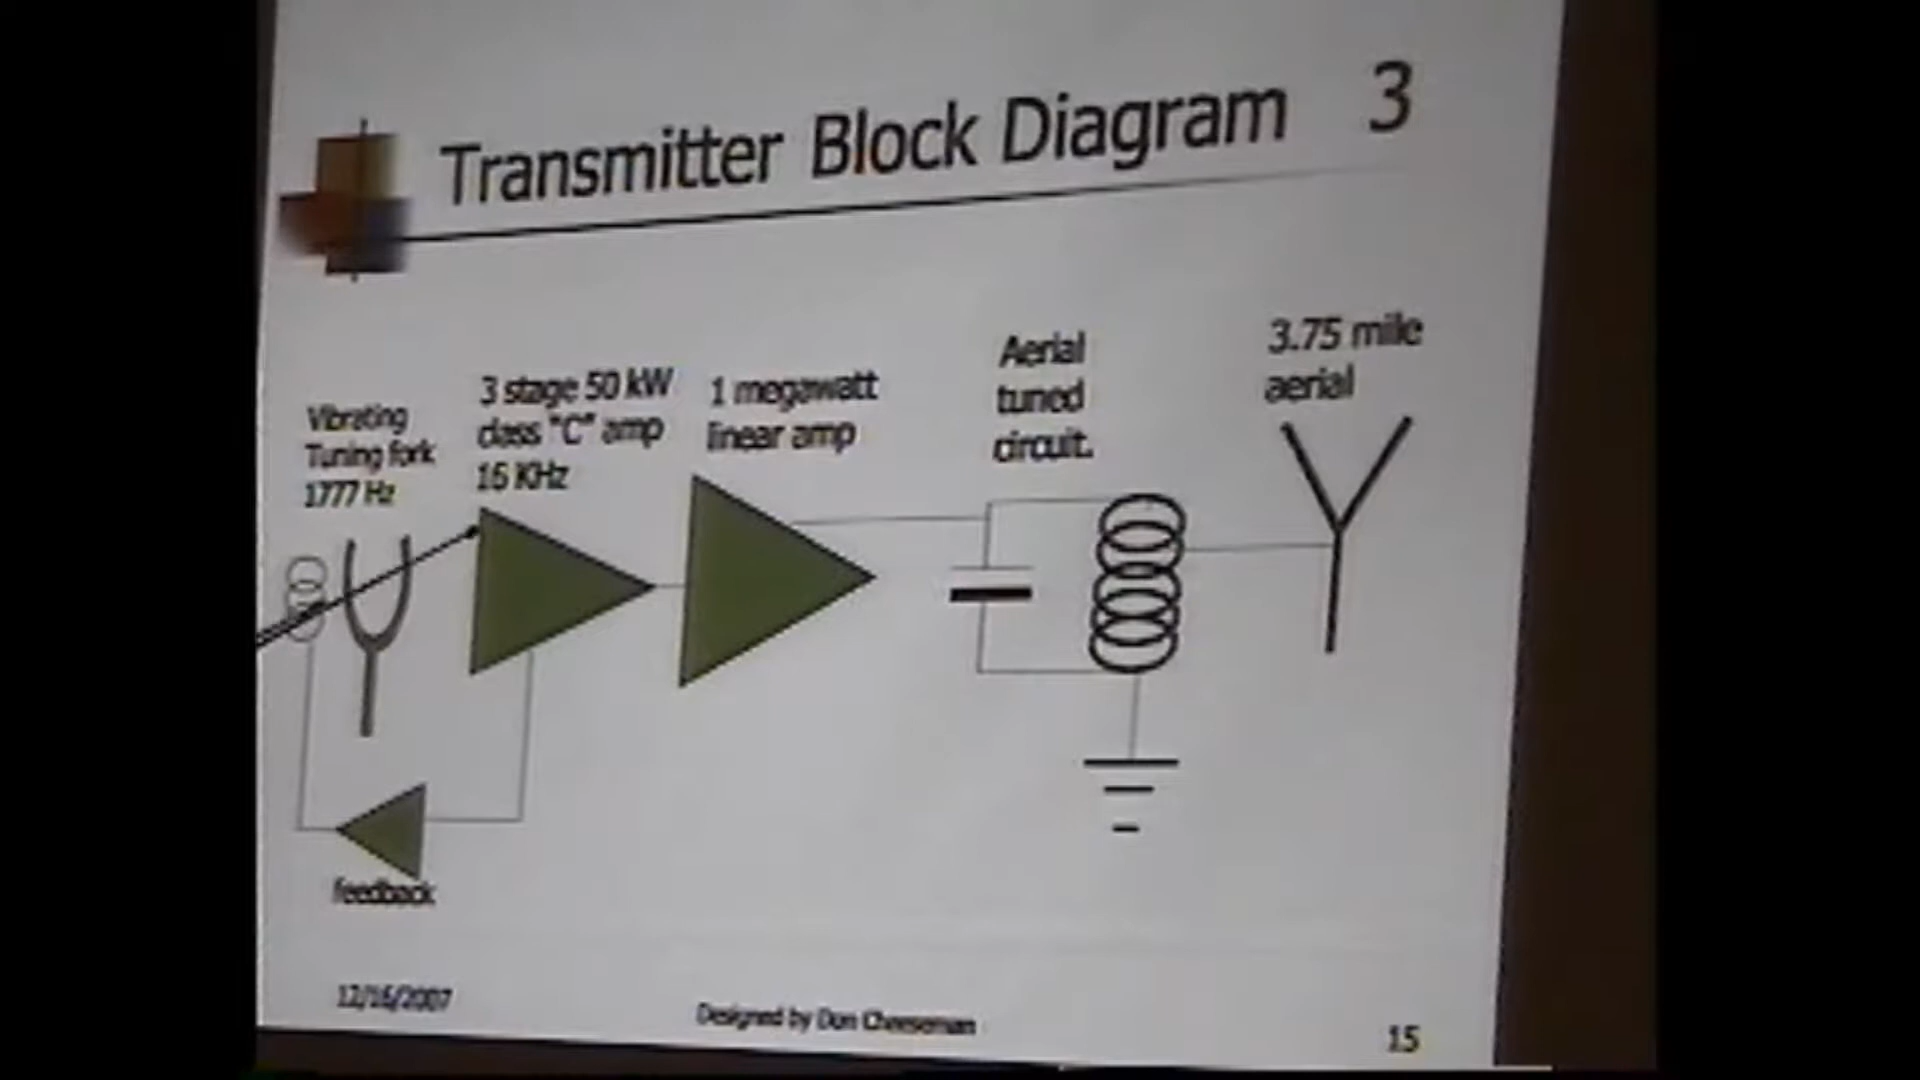 Transmitter Block Diagram 3
Vibrating
Tuning fork
1777 Hz
3 stage 50 kW
class "C" amp
16 KHz
1 megawatt
linear amp
Aerial
tuned
circuit.
3.75 mile
aerial
feedback
12/16/2007
Designed by Don Cheeseman
15